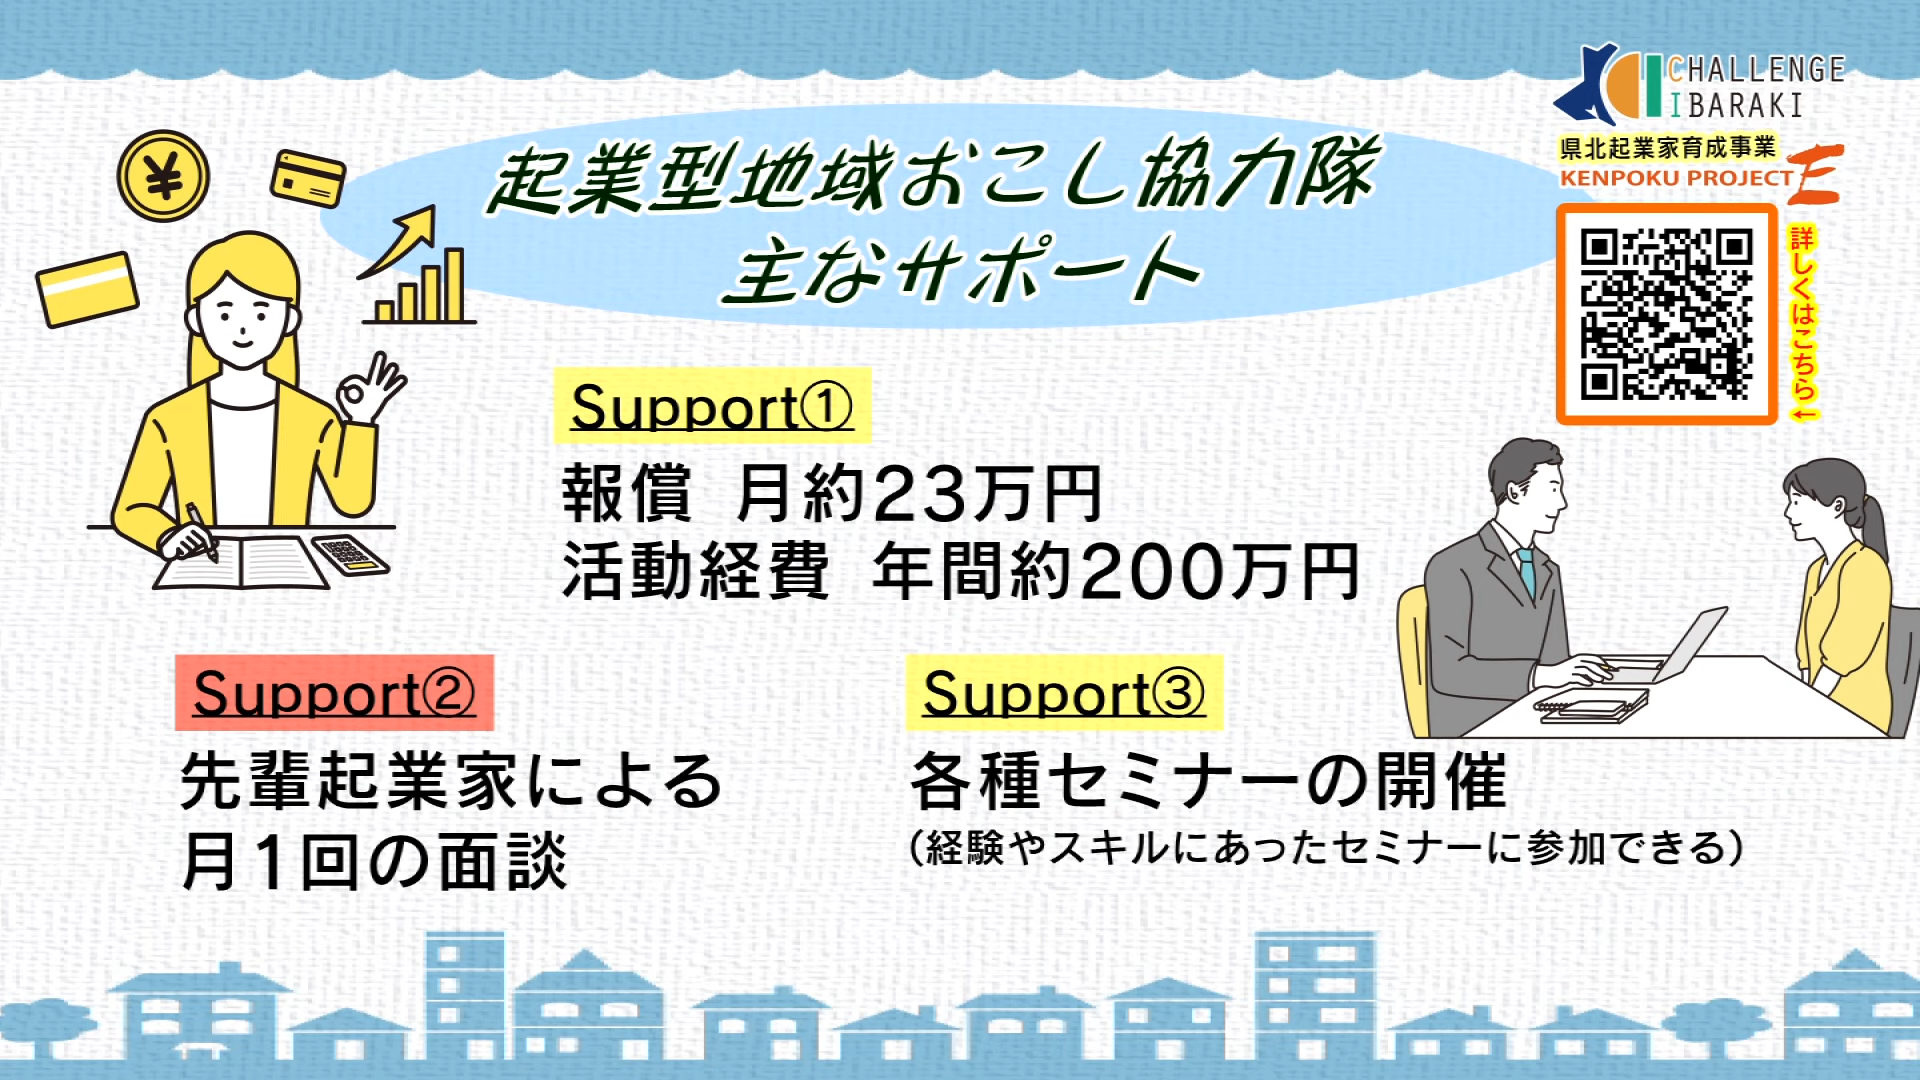 起業型地域おこし協力隊
主なサポート
CHALLENGE
IBARAKI
県北起業家育成事業
KENPOKU PROJECT E
詳しくはこちら←
¥
Support①
報償 月約23万円
活動経費 年間約200万円
Support②
先輩起業家による
月1回の面談
Support③
各種セミナーの開催
（経験やスキルにあったセミナーに参加できる）